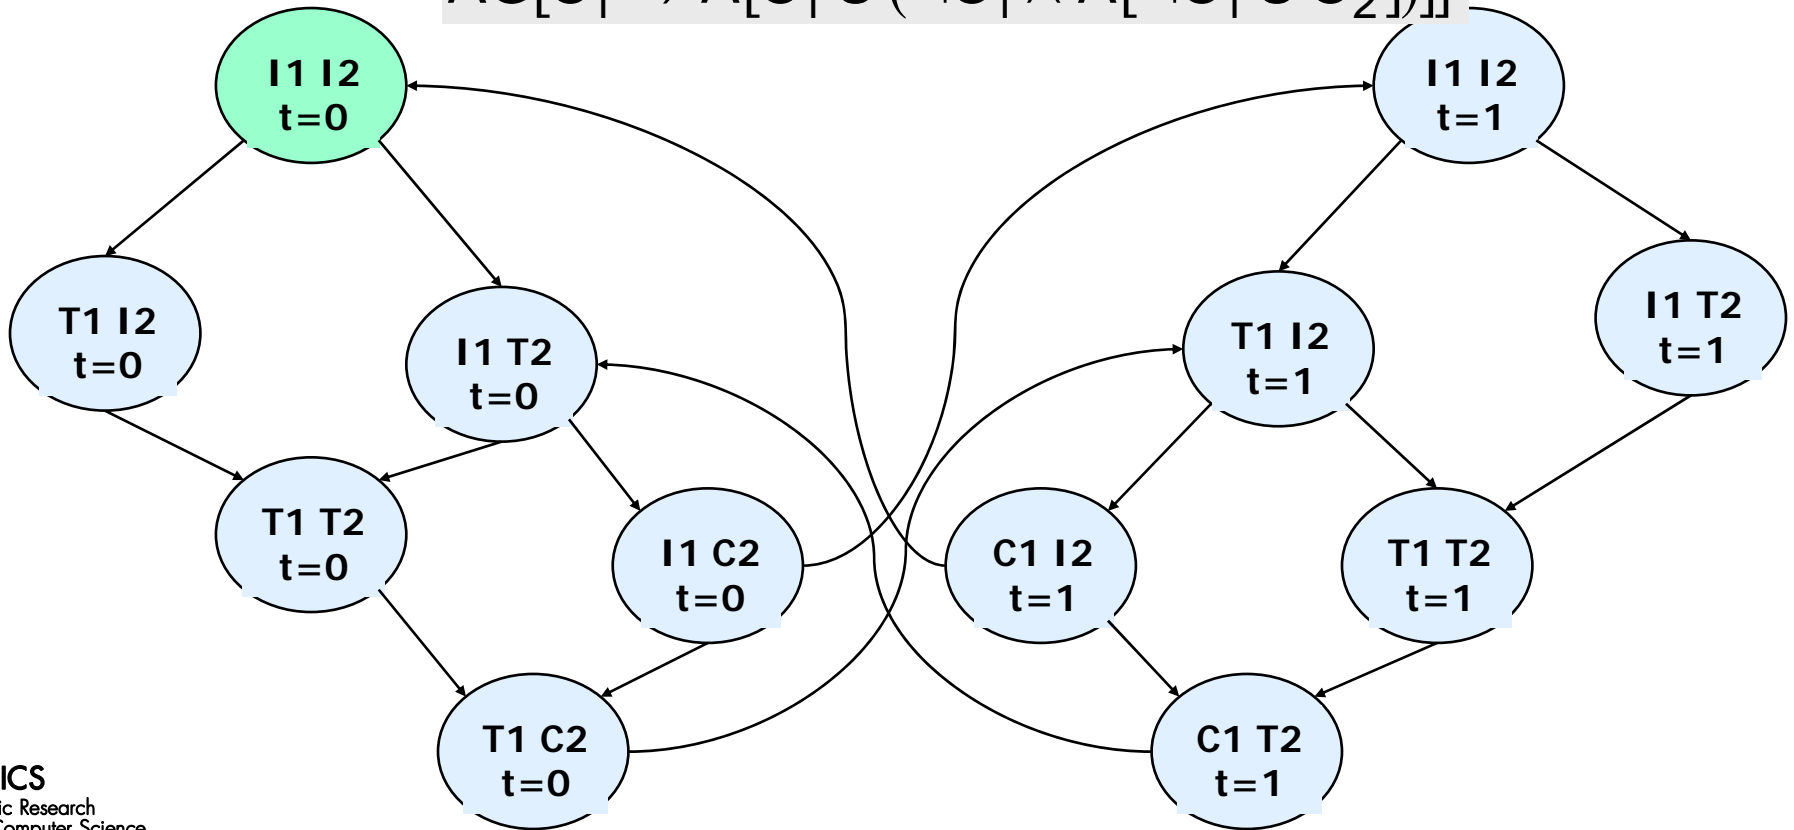 I1 I2
t=0
I1 I2
t=1
T1 I2
t=0
I1 T2
t=0
T1 I2
t=1
I1 T2
t=1
T1 T2
t=0
I1 C2
t=0
C1 I2
t=1
T1 T2
t=1
T1 C2
t=0
C1 T2
t=1
ICS
ic Research
Computer Science